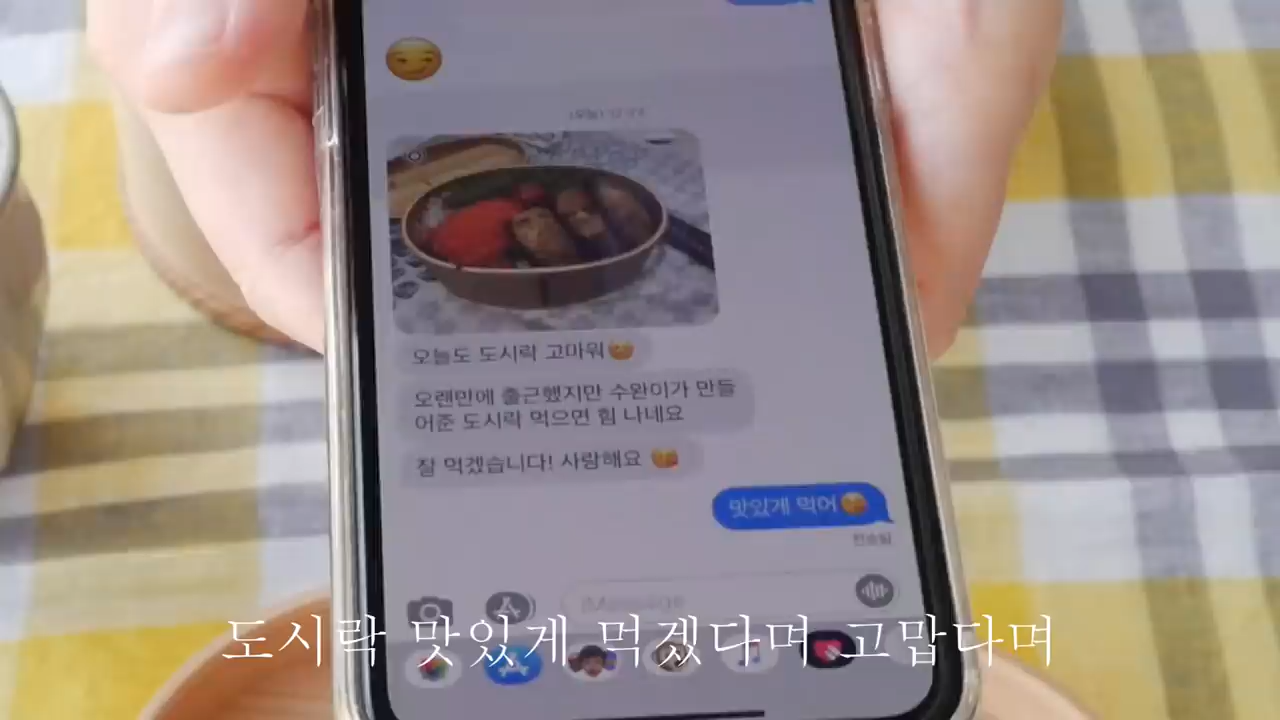 오늘도 도시락 고마워
오랜만에 출근했지만 수완이가 만들
어준 도시락 먹으면 힘 나네요
잘 먹겠습니다! 사랑해요
맛있게 먹어
전송됨
도시락 맛있게 먹겠다며 고맙다며